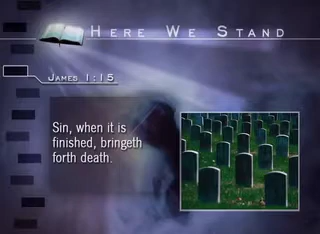 Here We Stand
James 1:15
Sin, when it is
finished, bringeth
forth death.